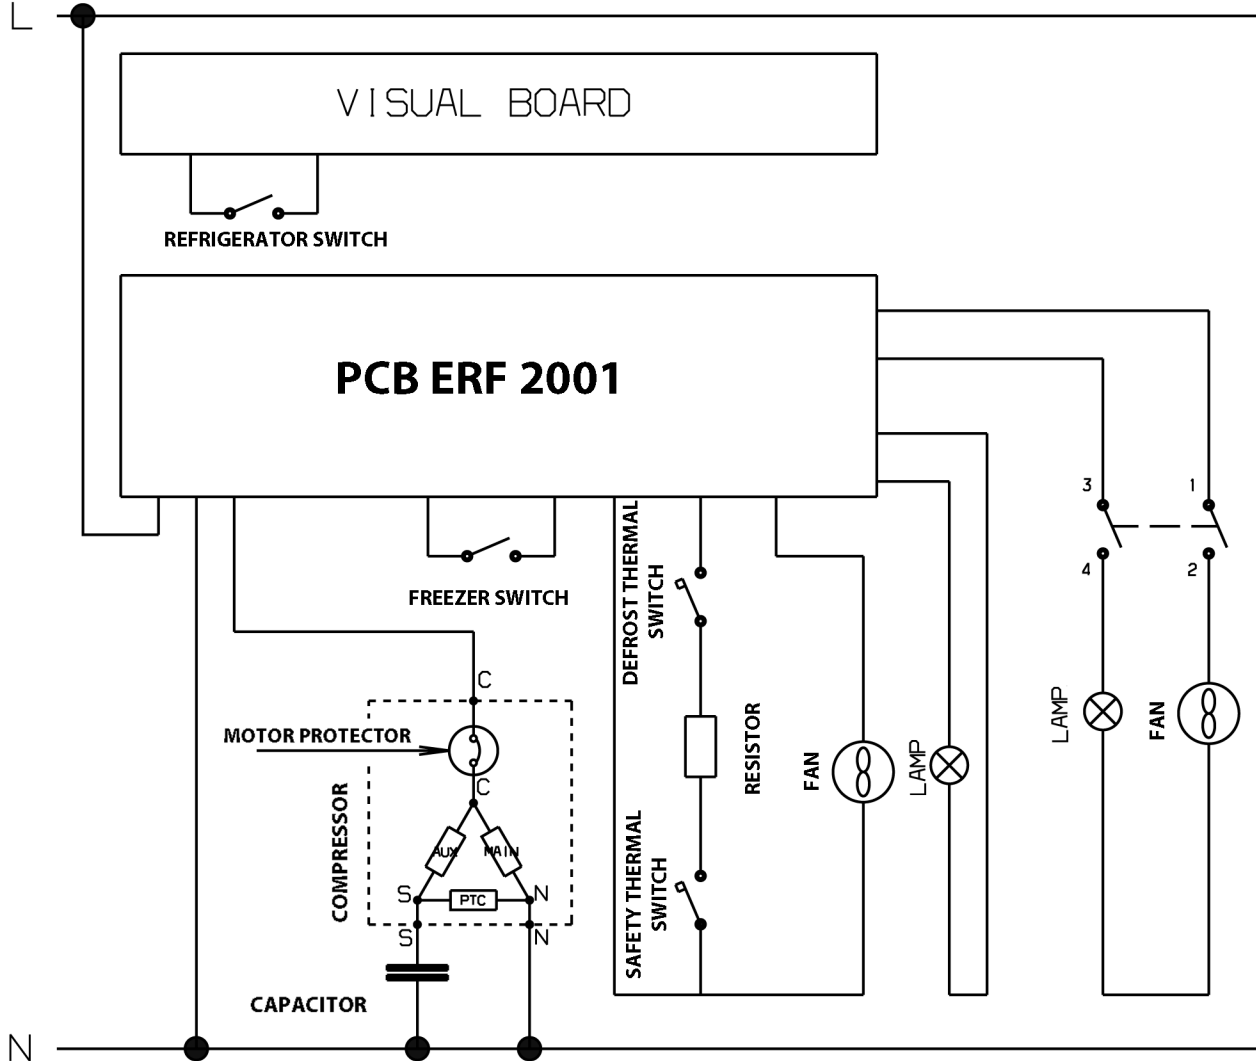 L
VISUAL BOARD
REFRIGERATOR SWITCH
PCB ERF 2001
3
1
4
2
FREEZER SWITCH
DEFROST THERMAL
SWITCH
C
MOTOR PROTECTOR
C
COMPRESSOR
AUX
MAIN
S
PTC
N
S
N
CAPACITOR
RESISTOR
SAFETY THERMAL
SWITCH
FAN
LAMP
LAMP
FAN
N